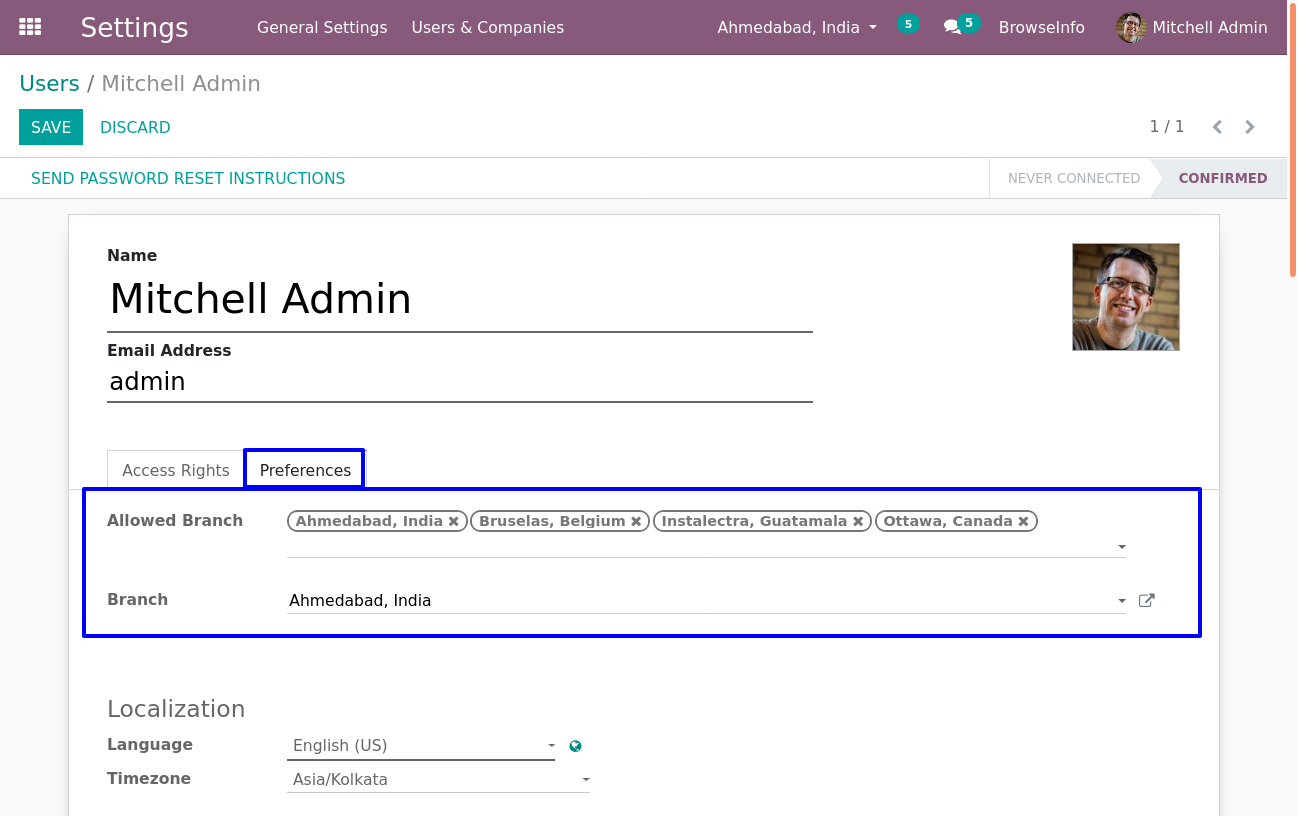 Settings General Settings Users & Companies Ahmedabad, India 5 5 BrowseInfo Mitchell Admin
Users / Mitchell Admin
SAVE DISCARD 1 / 1
SEND PASSWORD RESET INSTRUCTIONS NEVER CONNECTED CONFIRMED
Name
Mitchell Admin
Email Address
admin
Access Rights Preferences
Allowed Branch Ahmedabad, India Bruselas, Belgium Instalectra, Guatamala Ottawa, Canada
Branch Ahmedabad, India
Localization
Language English (US)
Timezone Asia/Kolkata